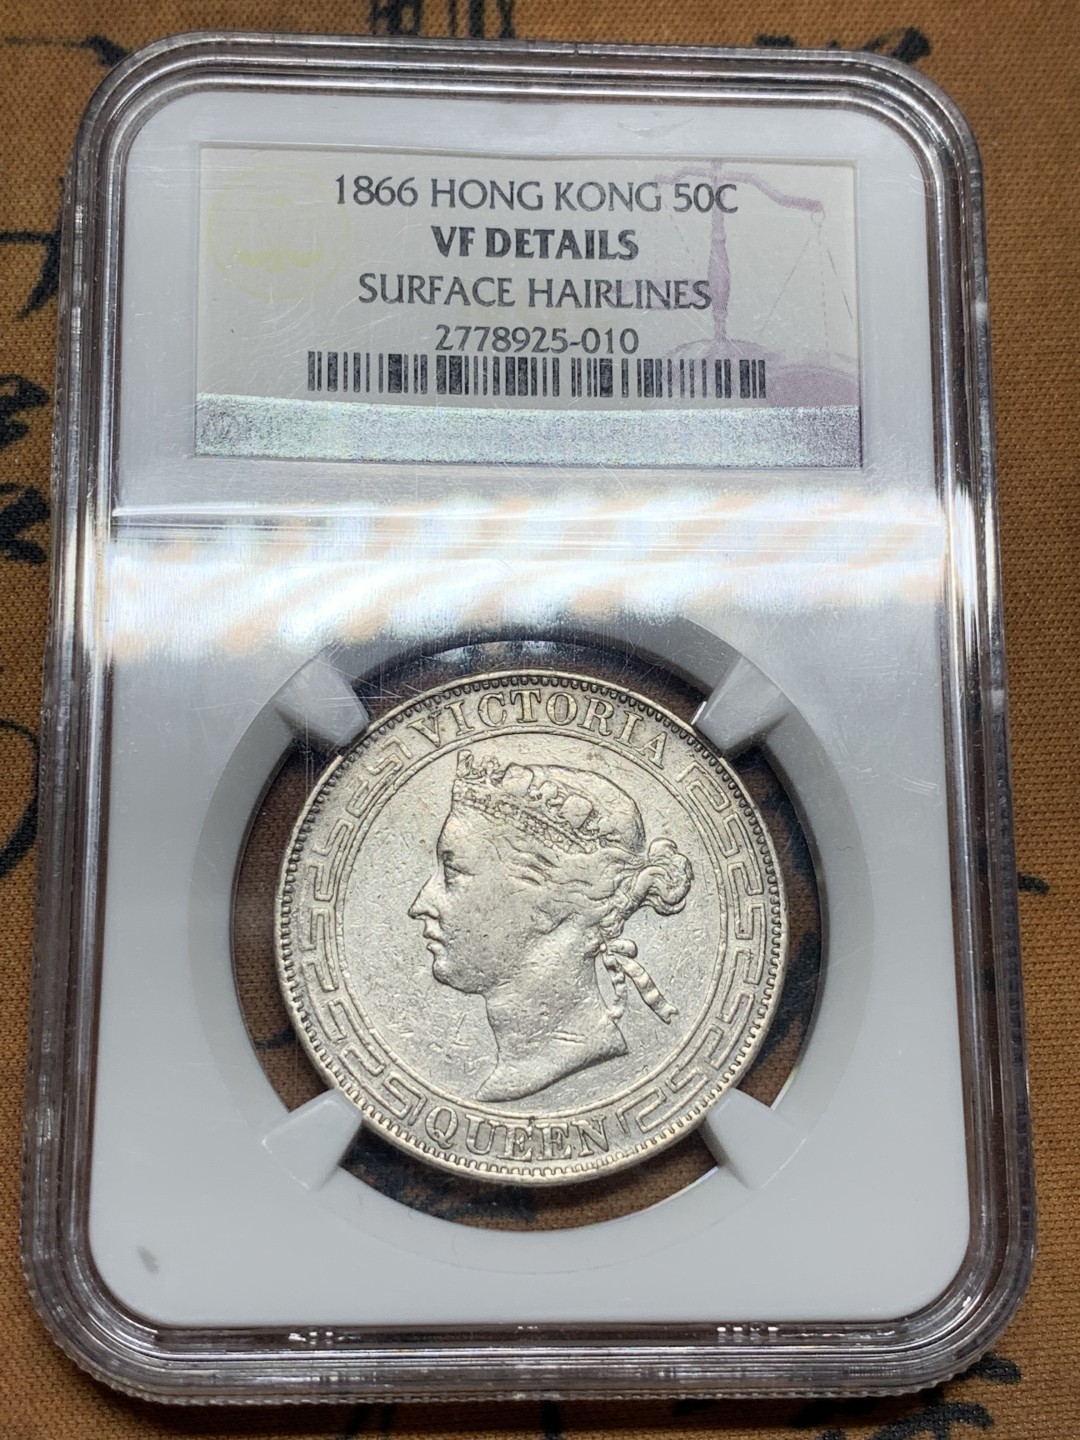 1866 HONG KONG 50C
VF DETAILS
SURFACE HAIRLINES
2778925-010
VICTORIA
QUEEN